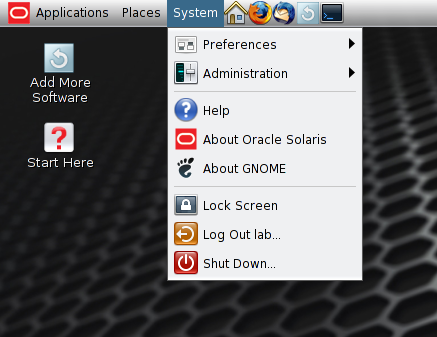 Applications Places System
Preferences
Administration
Help
About Oracle Solaris
About GNOME
Lock Screen
Log Out lab...
Shut Down...
Add More
Software
Start Here